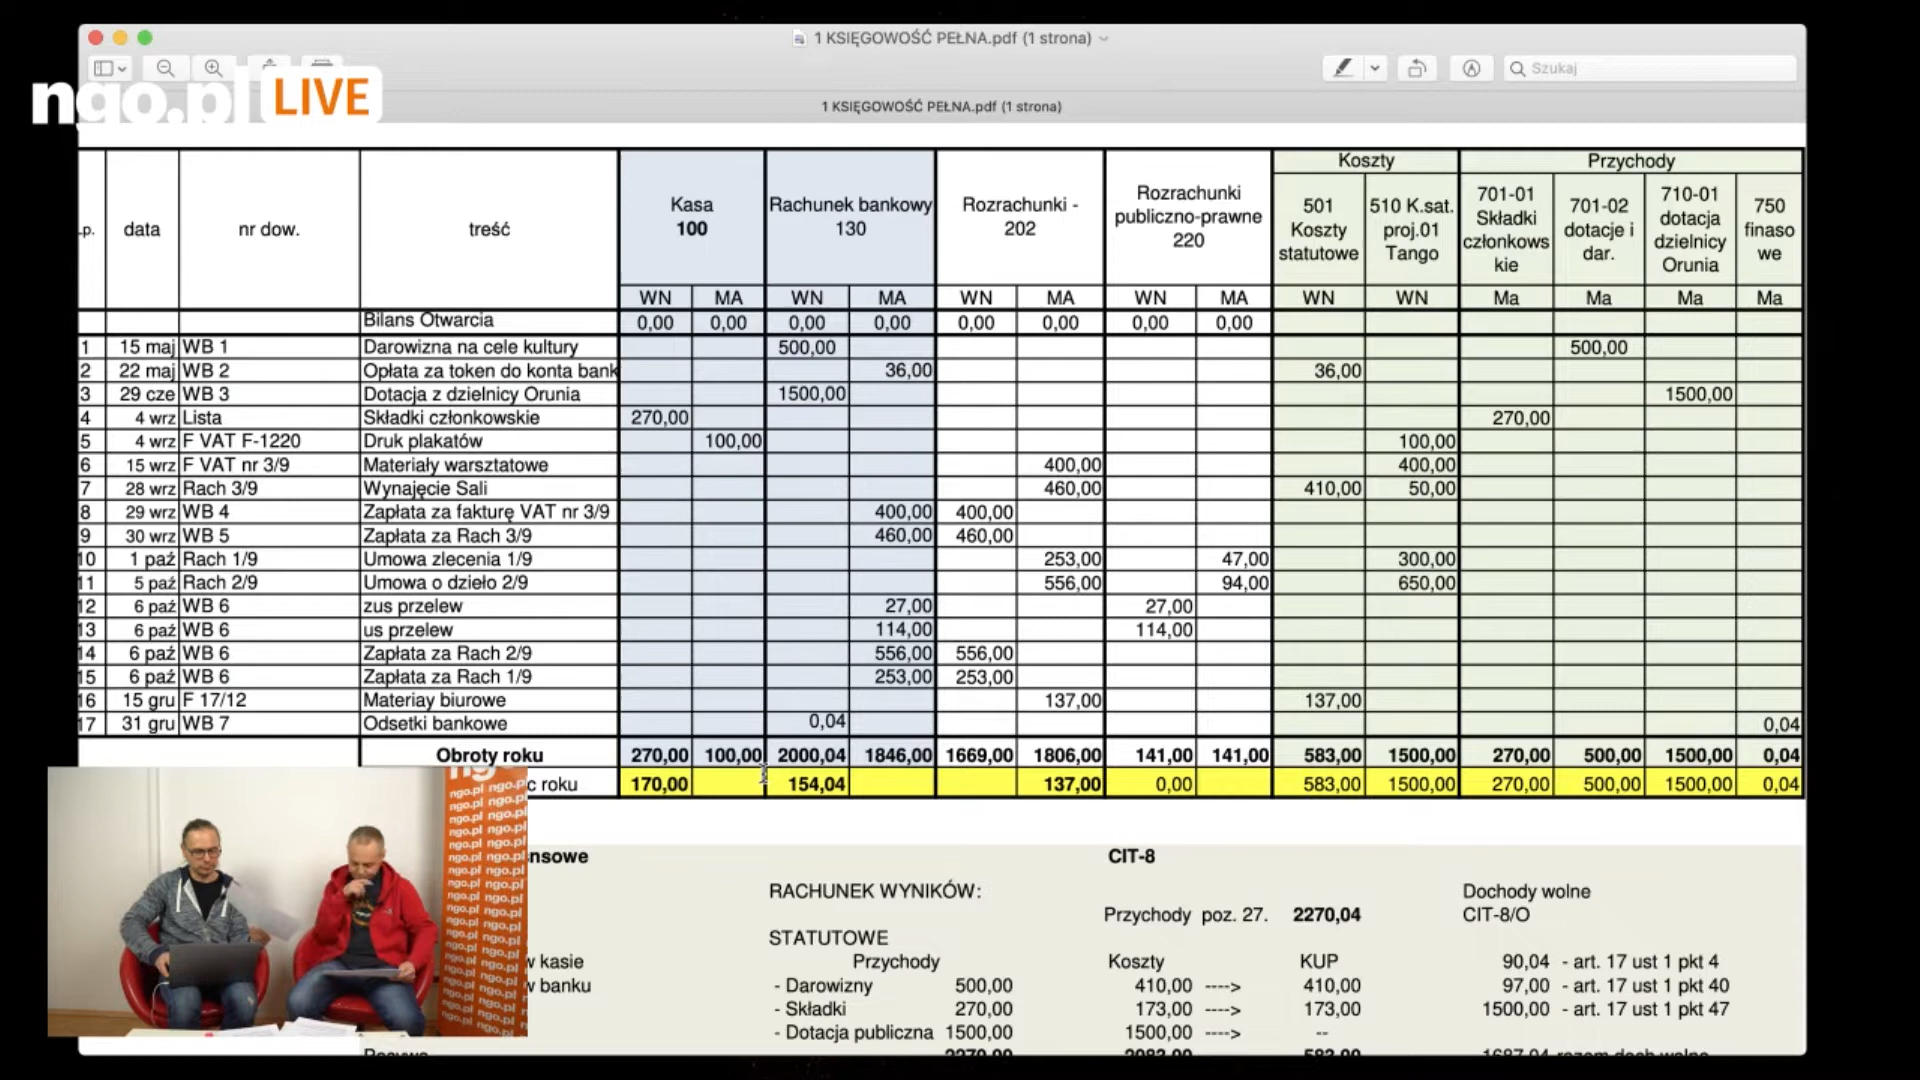 1 KSIĘGOWOŚĆ PEŁNA.pdf (1 strona)
Szukaj
ngo.pl LIVE
1 KSIĘGOWOŚĆ PEŁNA.pdf (1 strona)
Koszty Przychody
.p. data nr dow. treść Kasa 100 Rachunek bankowy 130 Rozrachunki - 202 Rozrachunki publiczno-prawne 220 501 Koszty statutowe 510 K.sat. proj.01 Tango 701-01 Składki członkowskie 701-02 dotacje i dar. 710-01 dotacja dzielnicy Orunia 750 finasowe
WN MA WN MA WN MA WN MA WN WN Ma Ma Ma Ma
Bilans Otwarcia 0,00 0,00 0,00 0,00 0,00 0,00 0,00 0,00
1 15 maj WB 1 Darowizna na cele kultury 500,00 500,00
2 22 maj WB 2 Opłata za token do konta bank 36,00 36,00
3 29 cze WB 3 Dotacja z dzielnicy Orunia 1500,00 1500,00
4 4 wrz Lista Składki członkowskie 270,00 270,00
5 4 wrz F VAT F-1220 Druk plakatów 100,00 100,00
6 15 wrz F VAT nr 3/9 Materiały warsztatowe 400,00 400,00
7 28 wrz Rach 3/9 Wynajęcie Sali 460,00 410,00 50,00
8 29 wrz WB 4 Zapłata za fakturę VAT nr 3/9 400,00 400,00
9 30 wrz WB 5 Zapłata za Rach 3/9 460,00 460,00
10 1 paź Rach 1/9 Umowa zlecenia 1/9 253,00 47,00 300,00
11 5 paź Rach 2/9 Umowa o dzieło 2/9 556,00 94,00 650,00
12 6 paź WB 6 zus przelew 27,00 27,00
13 6 paź WB 6 us przelew 114,00 114,00
14 6 paź WB 6 Zapłata za Rach 2/9 556,00 556,00
15 6 paź WB 6 Zapłata za Rach 1/9 253,00 253,00
16 15 gru F 17/12 Materiay biurowe 137,00 137,00
17 31 gru WB 7 Odsetki bankowe 0,04 0,04
Obroty roku 270,00 100,00 2000,04 1846,00 1669,00 1806,00 141,00 141,00 583,00 1500,00 270,00 500,00 1500,00 0,04
c roku 170,00 154,04 137,00 0,00 583,00 1500,00 270,00 500,00 1500,00 0,04
nsowe CIT-8
RACHUNEK WYNIKÓW: Dochody wolne
Przychody poz. 27. 2270,04 CIT-8/O
STATUTOWE
w kasie Przychody Koszty KUP 90,04 - art. 17 ust 1 pkt 4
w banku - Darowizny 500,00 410,00 ----> 410,00 97,00 - art. 17 ust 1 pkt 40
- Składki 270,00 173,00 ----> 173,00 1500,00 - art. 17 ust 1 pkt 47
- Dotacja publiczna 1500,00 1500,00 ----> --
ngo.pl ngo.pl